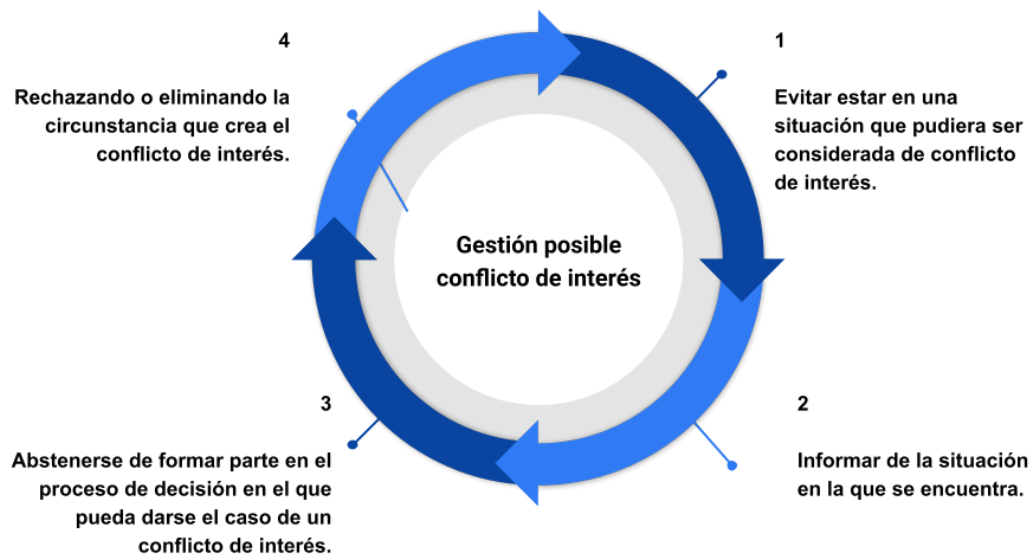 1
Evitar estar en una
situación que pudiera ser
considerada de conflicto
de interés.
2
Informar de la situación
en la que se encuentra.
3
Abstenerse de formar parte en el
proceso de decisión en el que
pueda darse el caso de un
conflicto de interés.
4
Rechazando o eliminando la
circunstancia que crea el
conflicto de interés.
Gestión posible
conflicto de interés